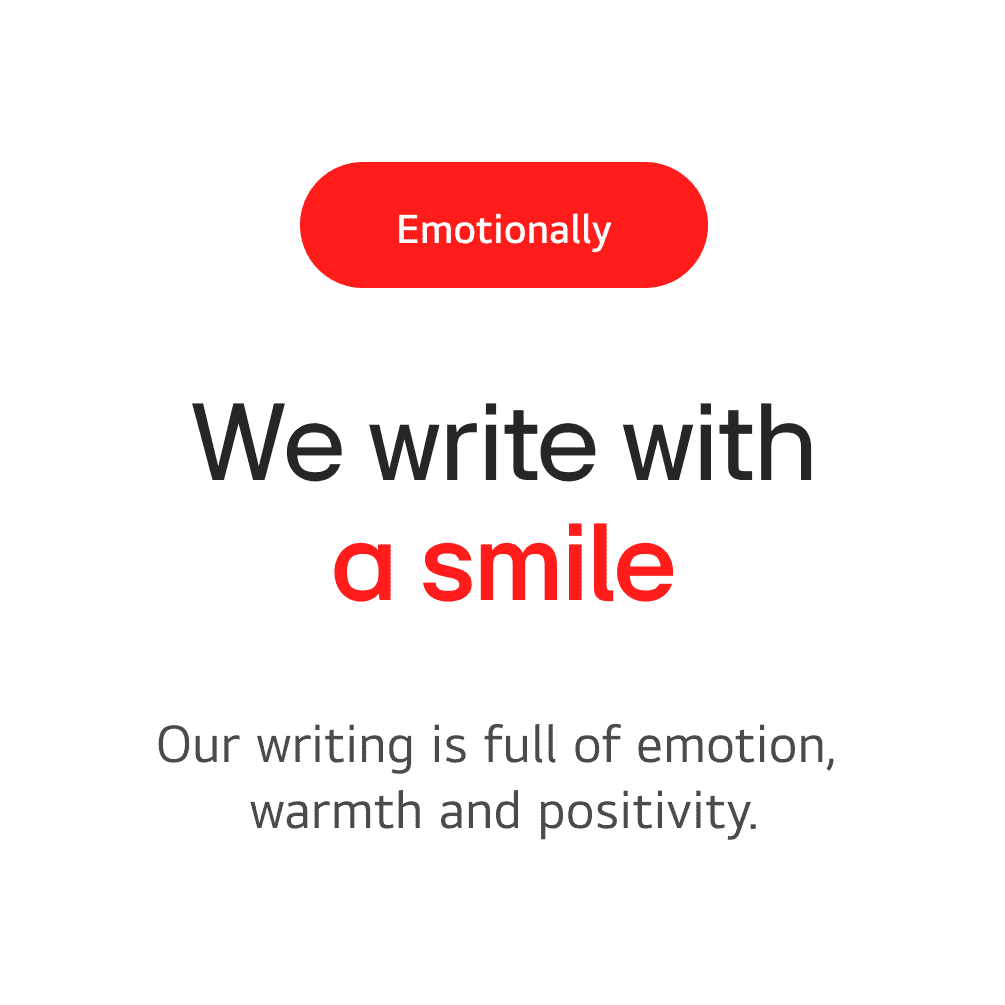 Emotionally
We write with
a smile
Our writing is full of emotion,
warmth and positivity.